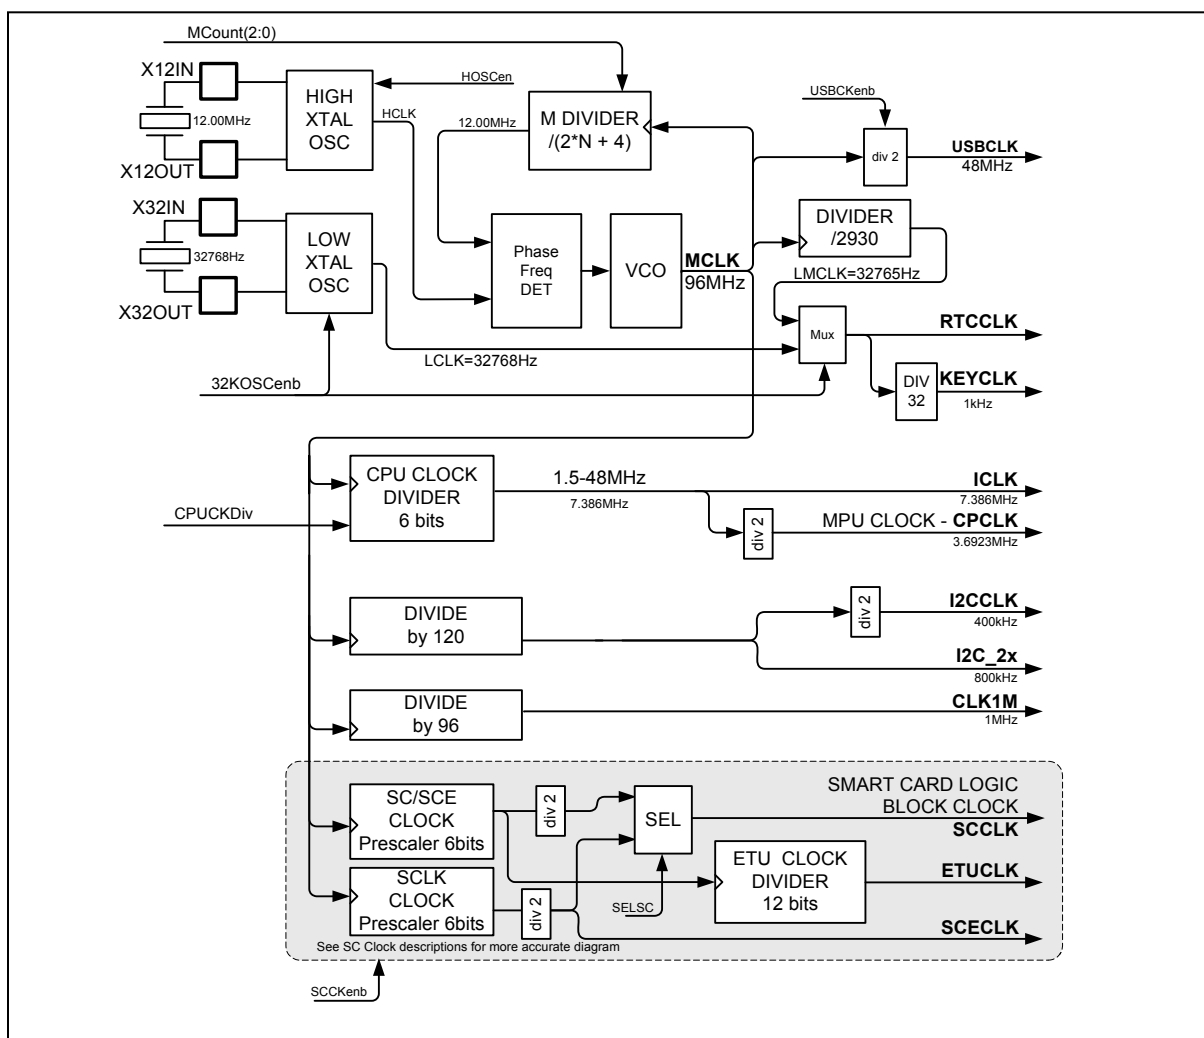 MCount(2:0)
X12IN
12.00MHz
X12OUT
HIGH
XTAL
OSC
HOSCen
HCLK
12.00MHz
M DIVIDER
/(2*N + 4)
USBCKenb
div 2
USBCLK
48MHz
X32IN
32768Hz
X32OUT
LOW
XTAL
OSC
Phase
Freq
DET
VCO
MCLK
96MHz
DIVIDER
/2930
LMCLK=32765Hz
Mux
RTCCLK
LCLK=32768Hz
32KOSCenb
DIV
32
KEYCLK
1kHz
CPU CLOCK
DIVIDER
6 bits
CPUCKDiv
1.5-48MHz
7.386MHz
ICLK
7.386MHz
div 2
MPU CLOCK - CPCLK
3.6923MHz
DIVIDE
by 120
div 2
I2CCLK
400kHz
I2C_2x
800kHz
DIVIDE
by 96
CLK1M
1MHz
SC/SCE
CLOCK
Prescaler 6bits
div 2
SEL
SMART CARD LOGIC
BLOCK CLOCK
SCCLK
SCLK
CLOCK
Prescaler 6bits
div 2
SELSC
ETU CLOCK
DIVIDER
12 bits
ETUCLK
SCECLK
See SC Clock descriptions for more accurate diagram
SCCKenb